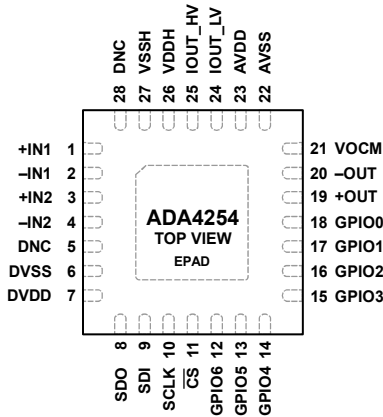 28 DNC
27 VSSH
26 VDDH
25 IOUT_HV
24 IOUT_LV
23 AVDD
22 AVSS
+IN1 1
–IN1 2
+IN2 3
–IN2 4
DNC 5
DVSS 6
DVDD 7
ADA4254
TOP VIEW
EPAD
21 VOCM
20 –OUT
19 +OUT
18 GPIO0
17 GPIO1
16 GPIO2
15 GPIO3
SDO 8
SDI 9
SCLK 10
CS 11
GPIO6 12
GPIO5 13
GPIO4 14